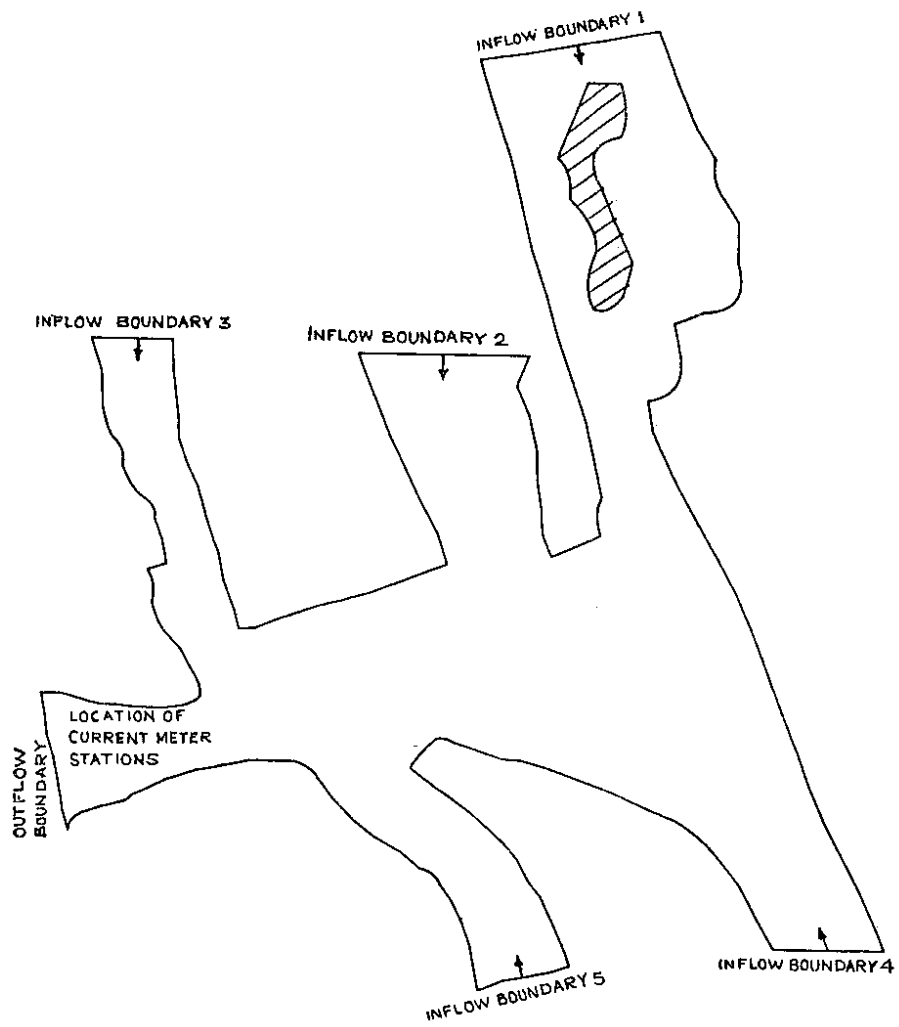 INFLOW BOUNDARY 1
INFLOW BOUNDARY 3
INFLOW BOUNDARY 2
LOCATION OF
CURRENT METER
STATIONS
OUTFLOW
BOUNDARY
INFLOW BOUNDARY 4
INFLOW BOUNDARY 5